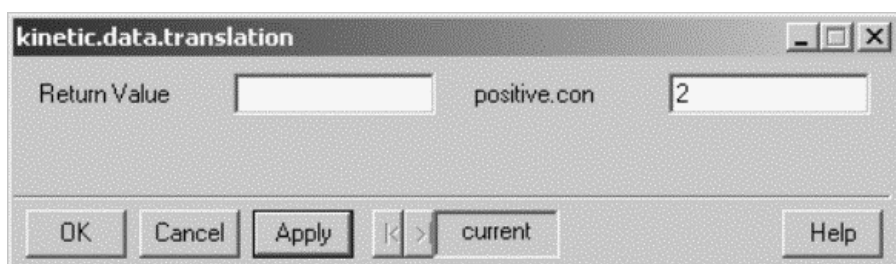 kinetic.data.translation
Return Value positive.con 2
OK Cancel Apply |< >| current Help